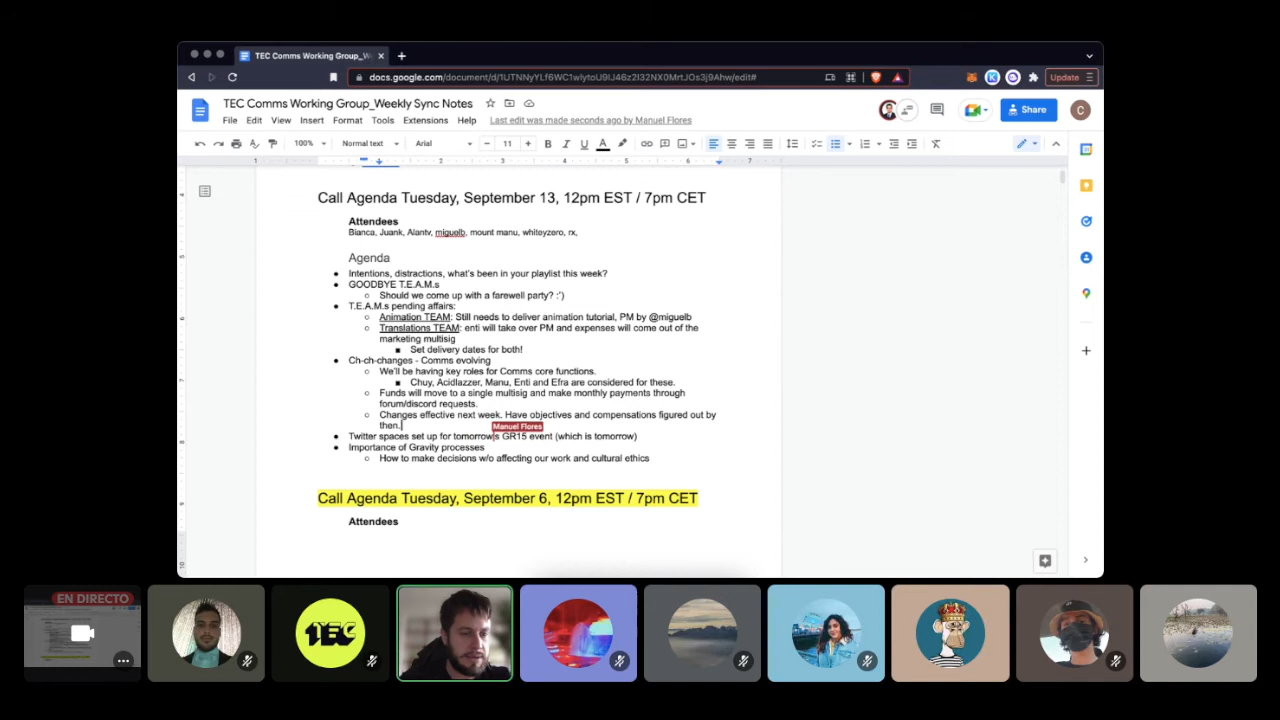 TEC Comms Working Group_W
docs.google.com/document/d/1UTNNyYLf6WC1wIytoU9IJ46z2I32NX0MrtJOs3j9Ahw/edit#
Update
TEC Comms Working Group_Weekly Sync Notes
Share
C
File Edit View Insert Format Tools Extensions Help Last edit was made seconds ago by Manuel Flores
100% Normal text Arial 11 B I U A
1 1 2 3 4 5 6 7
Call Agenda Tuesday, September 13, 12pm EST / 7pm CET
Attendees
Bianca, Juank, Alantv, miguelb, mount manu, whiteyzero, rx,
Agenda
● Intentions, distractions, what's been in your playlist this week?
● GOODBYE T.E.A.M.s
○ Should we come up with a farewell party? :')
● T.E.A.M.s pending affairs:
○ Animation TEAM: Still needs to deliver animation tutorial, PM by @miguelb
○ Translations TEAM: enti will take over PM and expenses will come out of the
marketing multisig
■ Set delivery dates for both!
● Ch-ch-changes - Comms evolving
○ We'll be having key roles for Comms core functions.
■ Chuy, Acidlazzer, Manu, Enti and Efra are considered for these.
○ Funds will move to a single multisig and make monthly payments through
forum/discord requests.
○ Changes effective next week. Have objectives and compensations figured out by
then.
Manuel Flores
● Twitter spaces set up for tomorrows GR15 event (which is tomorrow)
● Importance of Gravity processes
○ How to make decisions w/o affecting our work and cultural ethics
Call Agenda Tuesday, September 6, 12pm EST / 7pm CET
Attendees
EN DIRECTO
TEC